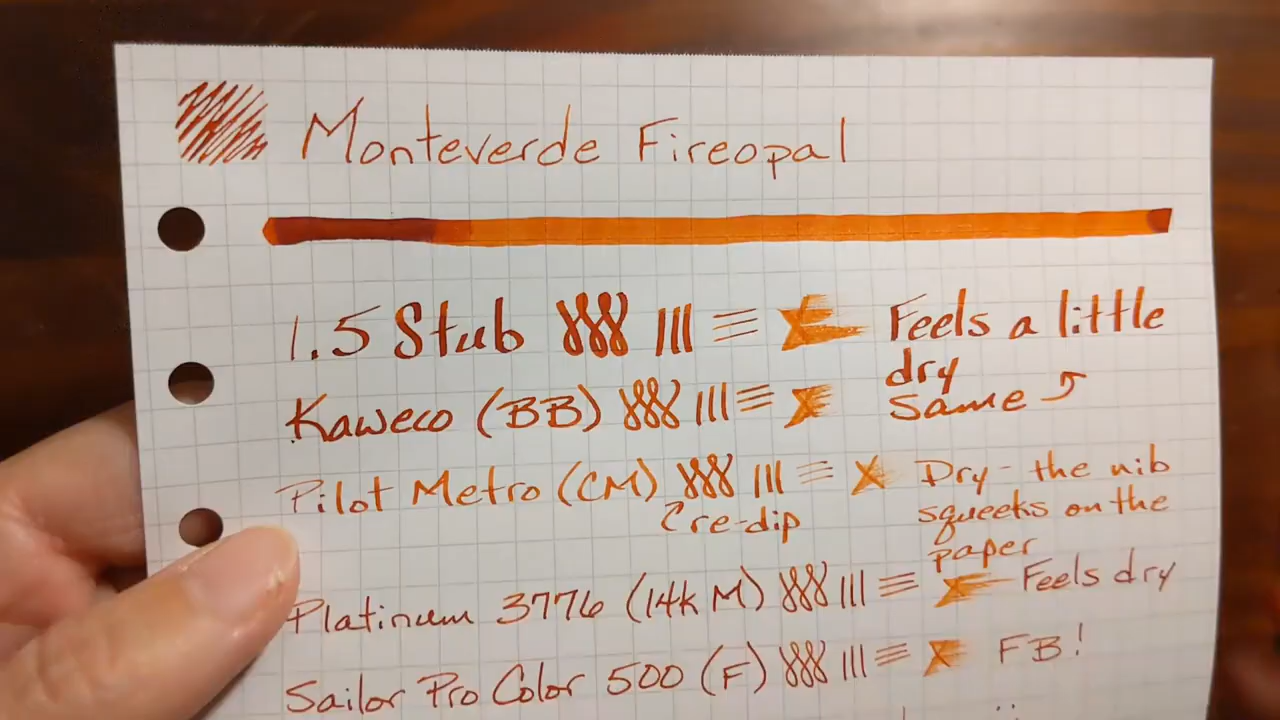 Monteverde Fireopal
1.5 Stub Feels a little
dry
Kaweco (BB) Same
Pilot Metro (CM) Dry - the nib
re-dip squeeks on the
paper
Platinum 3776 (14k M) Feels dry
Sailor Pro Color 500 (F) FB!